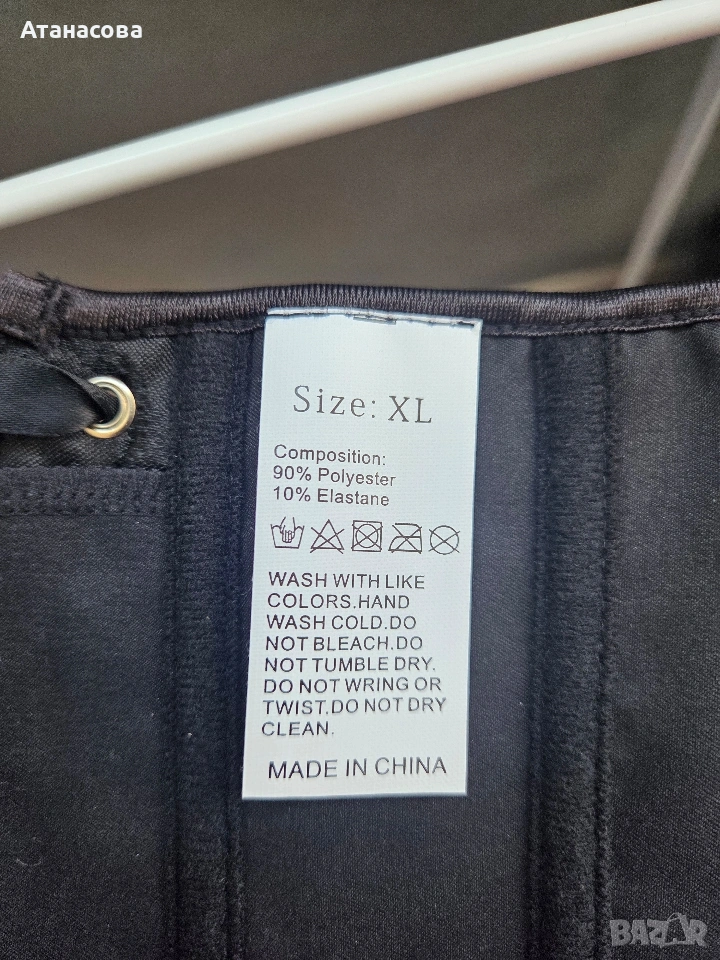 Атанасова
Size: XL
Composition:
90% Polyester
10% Elastane
WASH WITH LIKE
COLORS.HAND
WASH COLD.DO
NOT BLEACH.DO
NOT TUMBLE DRY.
DO NOT WRING OR
TWIST.DO NOT DRY
CLEAN.
MADE IN CHINA
BAZAR